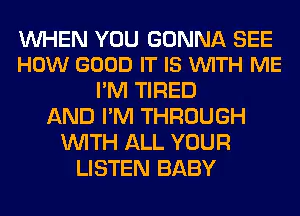 WHEN YOU GONNA SEE
HOW GOOD IT IS WITH ME
I'M TIRED
AND I'M THROUGH
WITH ALL YOUR
LISTEN BABY